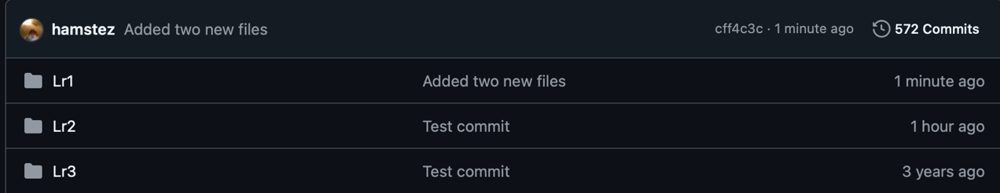 hamstez Added two new files cff4c3c · 1 minute ago 572 Commits
Lr1 Added two new files 1 minute ago
Lr2 Test commit 1 hour ago
Lr3 Test commit 3 years ago